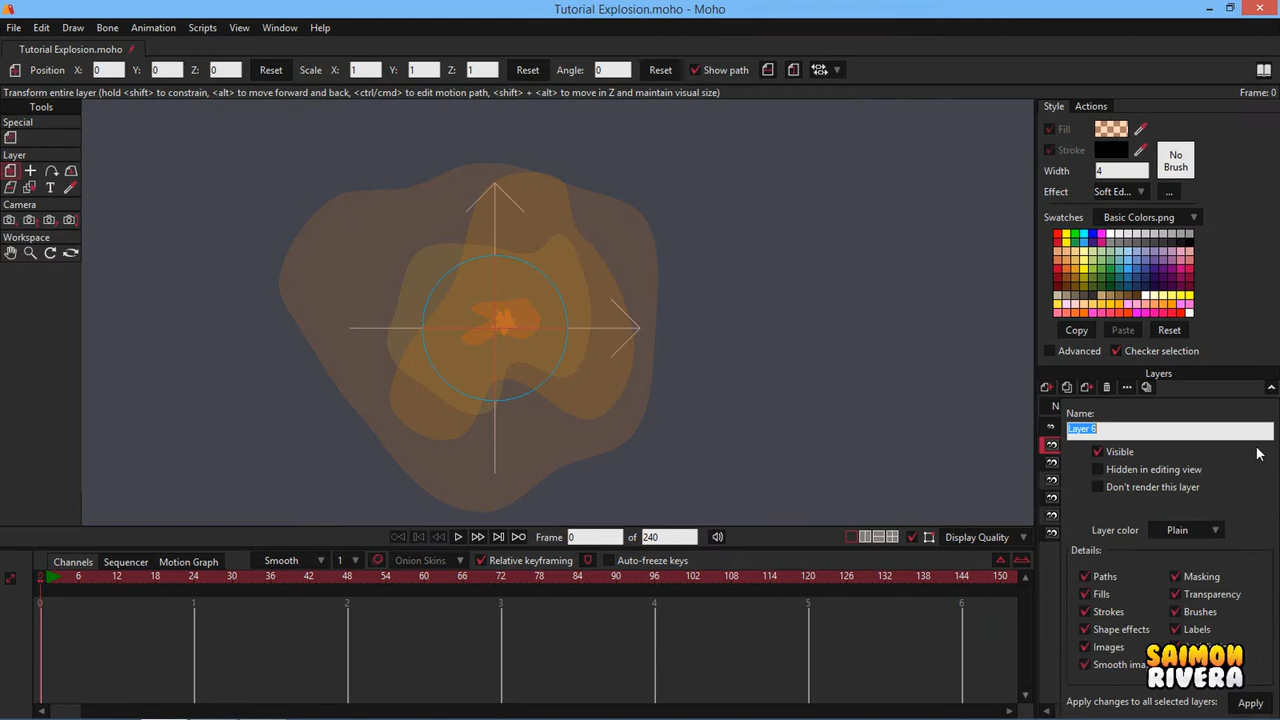 Tutorial Explosion.moho - Moho
File Edit Draw Bone Animation Scripts View Window Help
Tutorial Explosion.moho
Position X: 0 Y: 0 Z: 0 Reset Scale X: 1 Y: 1 Z: 1 Reset Angle: 0 Reset Show path
Transform entire layer (hold <shift> to constrain, <alt> to move forward and back, <ctrl/cmd> to edit motion path, <shift> + <alt> to move in Z and maintain visual size)
Frame: 0
Tools
Special
Layer
Camera
Workspace
Style Actions
Fill
Stroke
No
Brush
Width 4
Effect Soft Ed... ...
Swatches Basic Colors.png
Copy Paste Reset
Advanced Checker selection
Layers
N
Name:
Layer 6
Visible
Hidden in editing view
Don't render this layer
Layer color Plain
Details:
Paths Masking
Fills Transparency
Strokes Brushes
Shape effects Labels
Images
Smooth ima
Apply changes to all selected layers: Apply
SAIMON
RIVERA
Frame 0 of 240 Display Quality
Channels Sequencer Motion Graph Smooth 1 Onion Skins Relative keyframing Auto-freeze keys
0 6 12 18 24 30 36 42 48 54 60 66 72 78 84 90 96 102 108 114 120 126 132 138 144 150
0 1 2 3 4 5 6